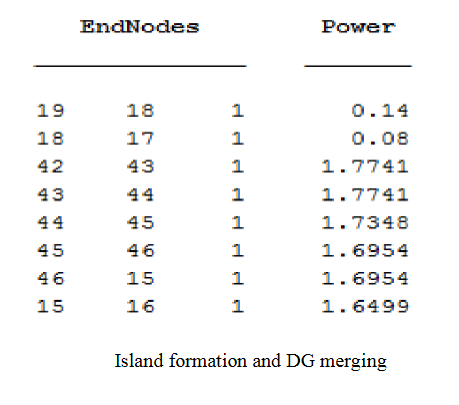 EndNodes Power
19 18 1 0.14
18 17 1 0.08
42 43 1 1.7741
43 44 1 1.7741
44 45 1 1.7348
45 46 1 1.6954
46 15 1 1.6954
15 16 1 1.6499
Island formation and DG merging